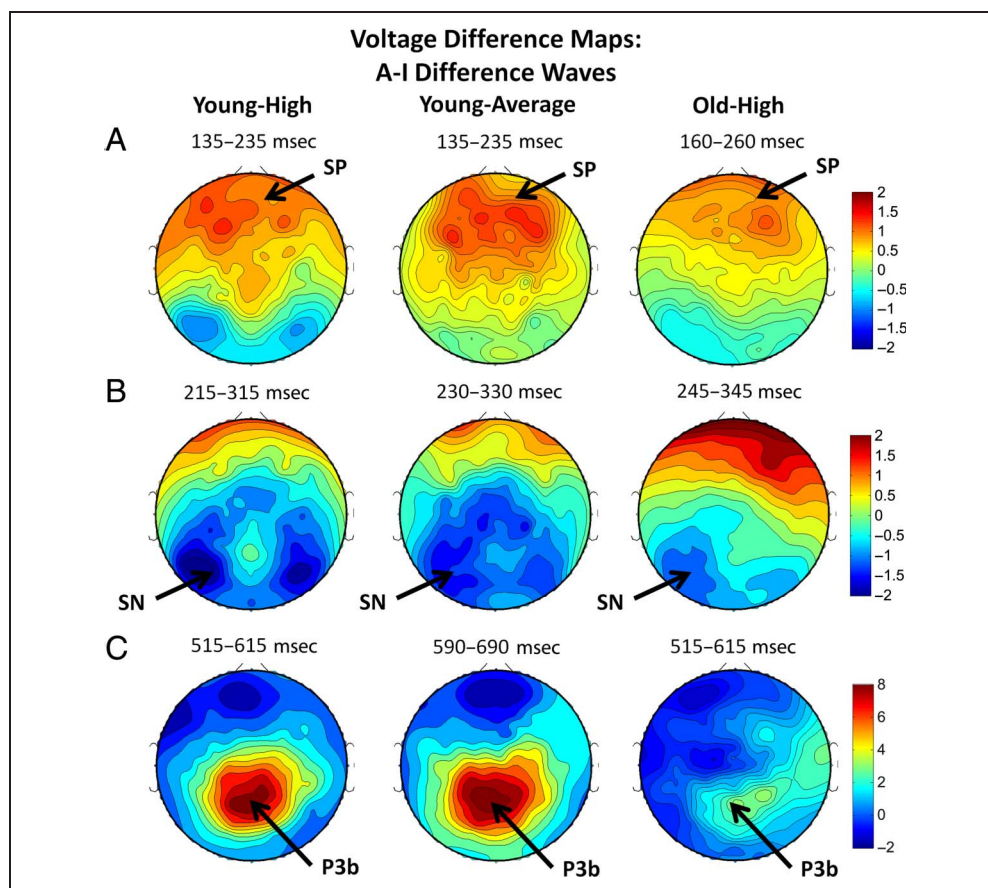 Voltage Difference Maps:
A-I Difference Waves
Young-High Young-Average Old-High
A 135–235 msec 135–235 msec 160–260 msec
SP SP SP
2
1.5
1
0.5
0
−0.5
−1
−1.5
−2
B 215–315 msec 230–330 msec 245–345 msec
2
1.5
1
0.5
0
−0.5
−1
−1.5
−2
SN SN SN
C 515–615 msec 590–690 msec 515–615 msec
8
6
4
2
0
−2
P3b P3b P3b